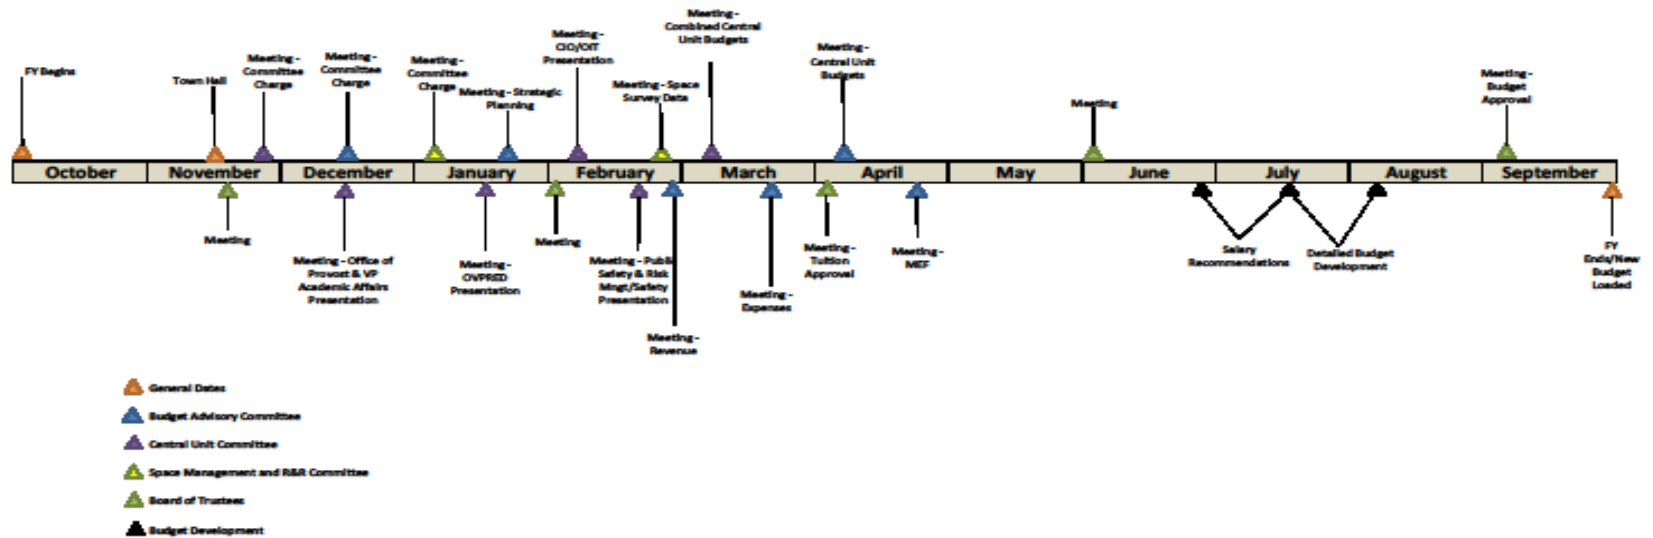 FY Begins
Town Hall
Meeting -
Committee
Charge
Meeting -
Committee
Charge
Meeting -
Committee
Charge
Meeting - Strategic
Planning
Meeting -
CIO/OIT
Presentation
Meeting - Space
Survey Data
Meeting -
Combined Central
Unit Budgets
Meeting -
Central Unit
Budgets
Meeting
Meeting -
Budget
Approval
October
November
December
January
February
March
April
May
June
July
August
September
Meeting
Meeting - Office of
Provost & VP
Academic Affairs
Presentation
Meeting -
OVPRED
Presentation
Meeting
Meeting - Public
Safety & Risk
Mngt/Safety
Presentation
Meeting -
Revenue
Meeting -
Expenses
Meeting -
Tuition
Approval
Meeting -
MEF
Salary
Recommendations
Detailed Budget
Development
FY
Ends/New
Budget
Loaded
General Dates
Budget Advisory Committee
Central Unit Committee
Space Management and R&R Committee
Board of Trustees
Budget Development